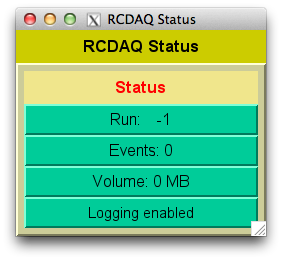 RCDAQ Status
RCDAQ Status
Status
Run: -1
Events: 0
Volume: 0 MB
Logging enabled